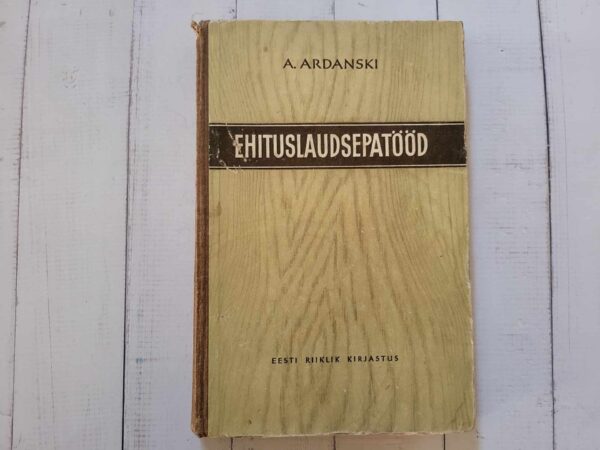 A. ARDANSKI
EHITUSLAUDSEPATÖÖD
EESTI RIIKLIK KIRJASTUS